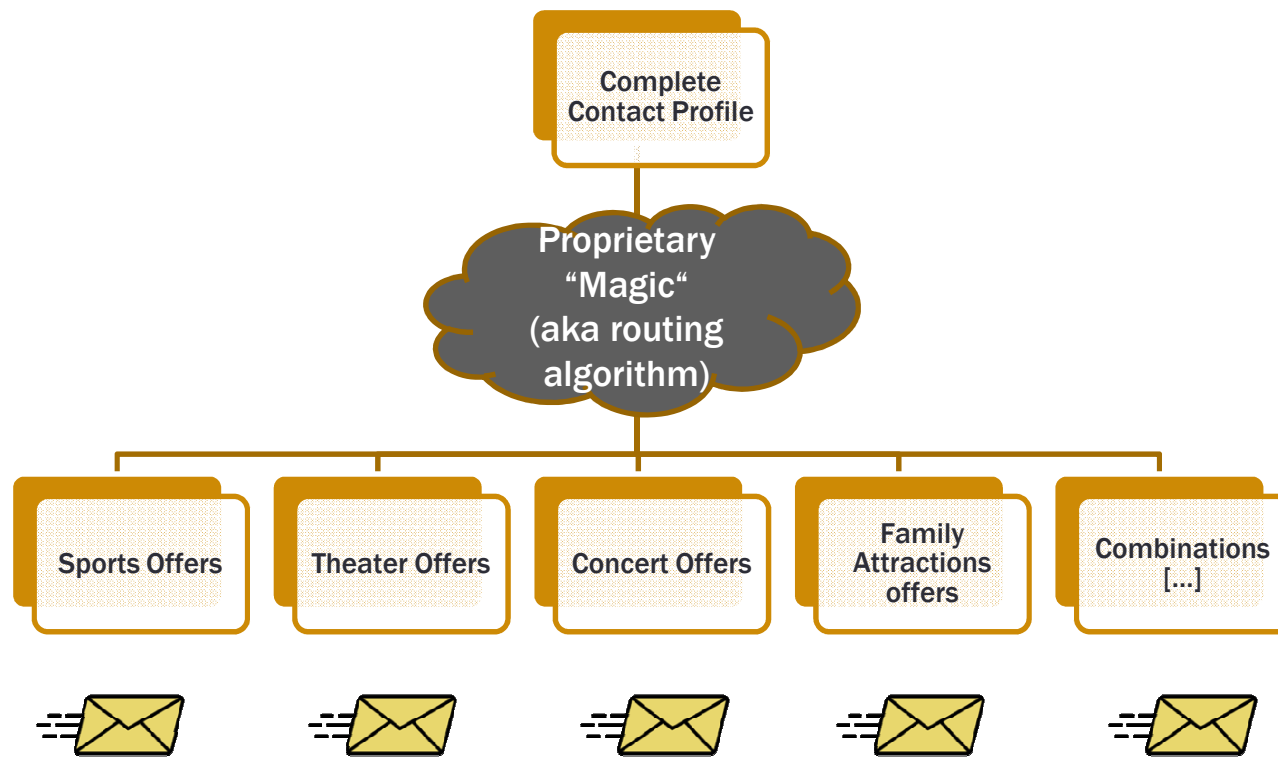 Complete
Contact Profile
Proprietary
“Magic“
(aka routing
algorithm)
Sports Offers
Theater Offers
Concert Offers
Family
Attractions
offers
Combinations
[...]